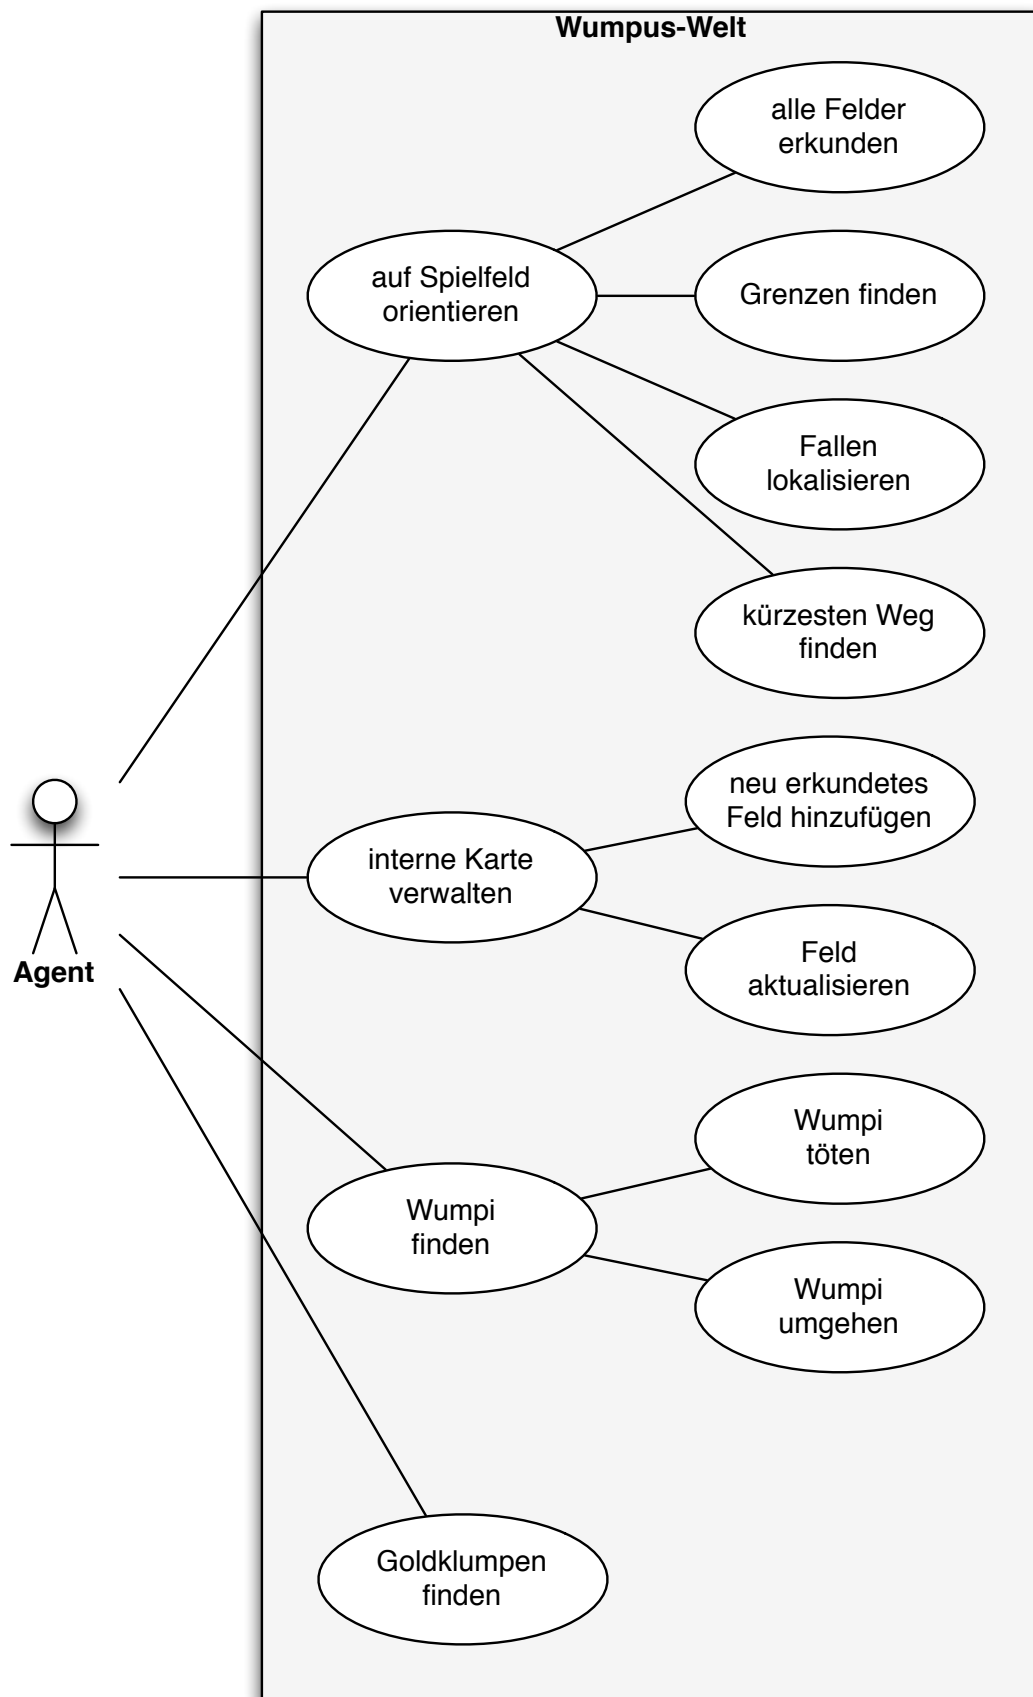 Wumpus-Welt
alle Felder
erkunden
auf Spielfeld
orientieren
Grenzen finden
Fallen
lokalisieren
kürzesten Weg
finden
neu erkundetes
Feld hinzufügen
interne Karte
verwalten
Feld
aktualisieren
Agent
Wumpi
töten
Wumpi
finden
Wumpi
umgehen
Goldklumpen
finden